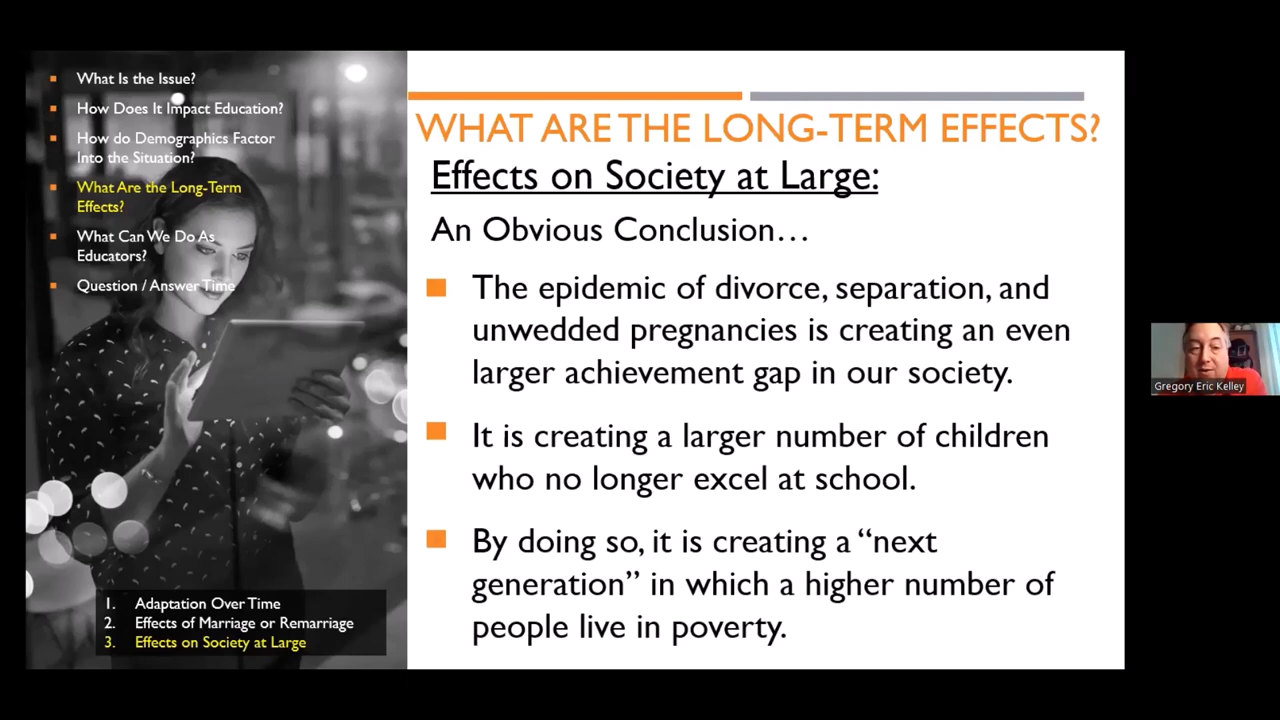 What Is the Issue?
How Does It Impact Education?
How do Demographics Factor
Into the Situation?
What Are the Long-Term
Effects?
What Can We Do As
Educators?
Question / Answer Time
1. Adaptation Over Time
2. Effects of Marriage or Remarriage
3. Effects on Society at Large
WHAT ARE THE LONG-TERM EFFECTS?
Effects on Society at Large:
An Obvious Conclusion…
The epidemic of divorce, separation, and
unwedded pregnancies is creating an even
larger achievement gap in our society.
It is creating a larger number of children
who no longer excel at school.
By doing so, it is creating a “next
generation” in which a higher number of
people live in poverty.
Gregory Eric Kelley